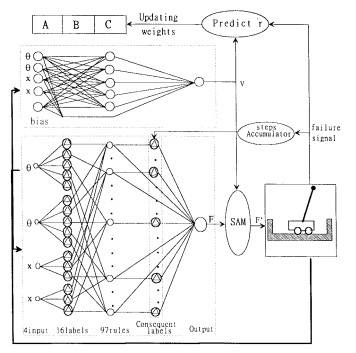 A B C
Updating
weights
Predict r
θ
θ
x
x
bias
v
steps
Accumulator
failure
signal
θ
θ
x
x
F
SAM
F'
4input 16labels 97rules Consequent
labels Output